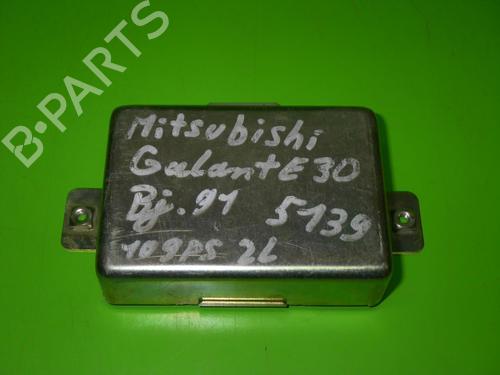 B-PARTS
Mitsubishi
Galant E30
Bj. 91 5139
109PS 2L